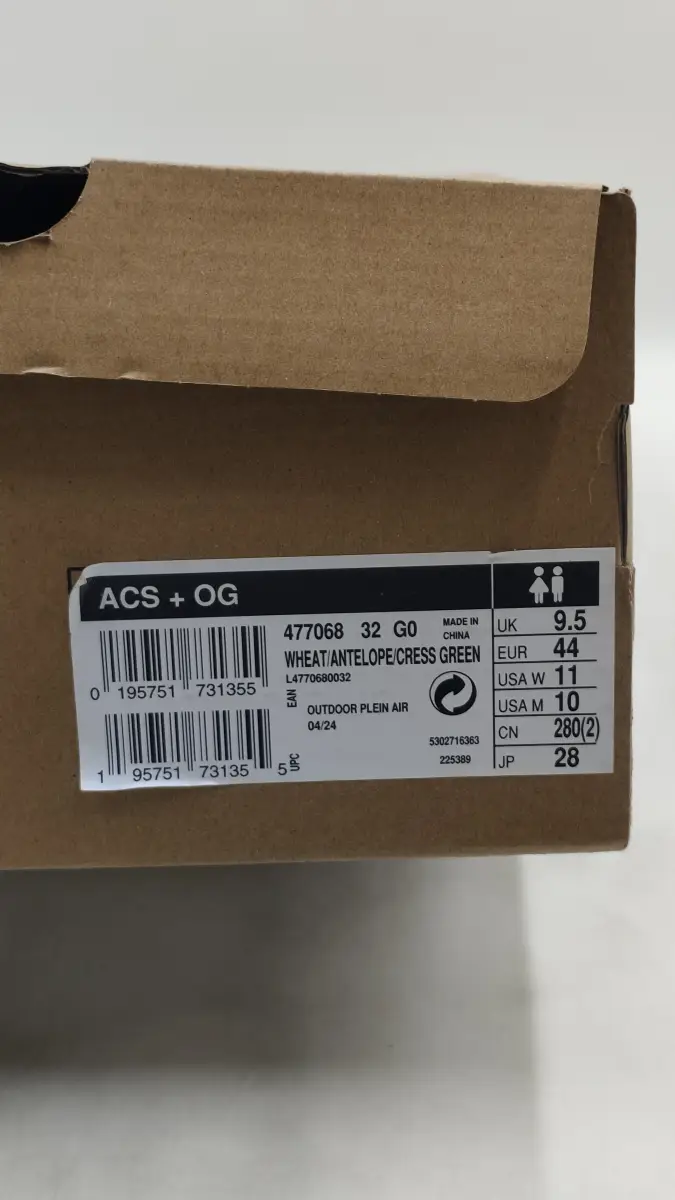 ACS + OG
0 195751 731355
EAN
1 95751 73135 5
UPC
477068 32 G0
MADE IN
CHINA
WHEAT/ANTELOPE/CRESS GREEN
L4770680032
OUTDOOR PLEIN AIR
04/24
5302716363
225389
UK 9.5
EUR 44
USA W 11
USA M 10
CN 280(2)
JP 28